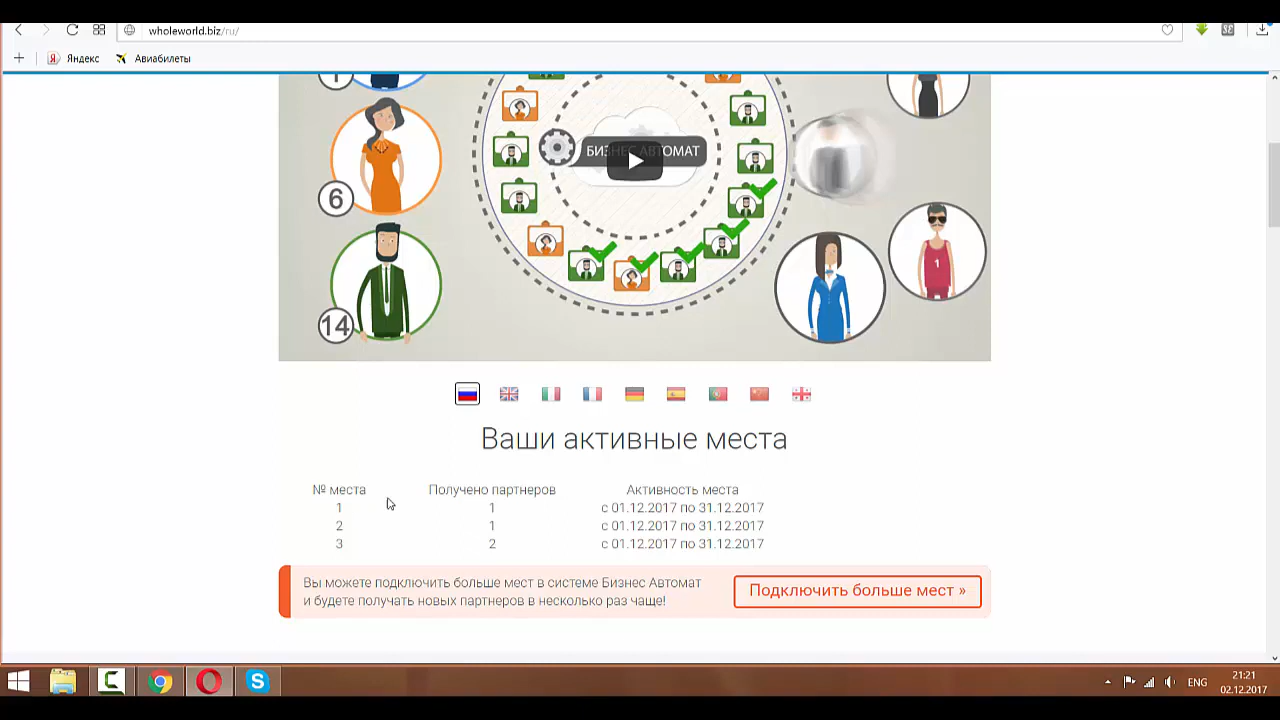 wholeworld.biz/ru/
Яндекс Авиабилеты
1
6
14
БИЗНЕС АВТОМАТ
1
Ваши активные места
№ места Получено партнеров Активность места
1 1 с 01.12.2017 по 31.12.2017
2 1 с 01.12.2017 по 31.12.2017
3 2 с 01.12.2017 по 31.12.2017
Вы можете подключить больше мест в системе Бизнес Автомат
и будете получать новых партнеров в несколько раз чаще!
Подключить больше мест »
ENG
21:21
02.12.2017